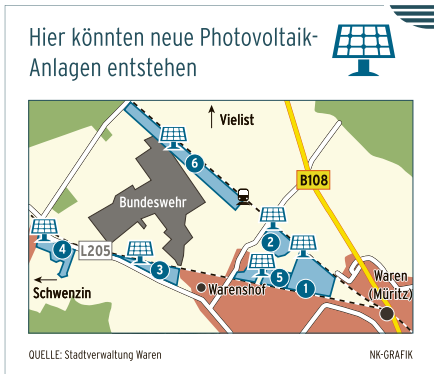 Hier könnten neue Photovoltaik-
Anlagen entstehen
Vielist
6
B108
Bundeswehr
2
4
L205
3
5
1
Schwenzin
Warenshof
Waren
(Müritz)
QUELLE: Stadtverwaltung Waren
NK-GRAFIK